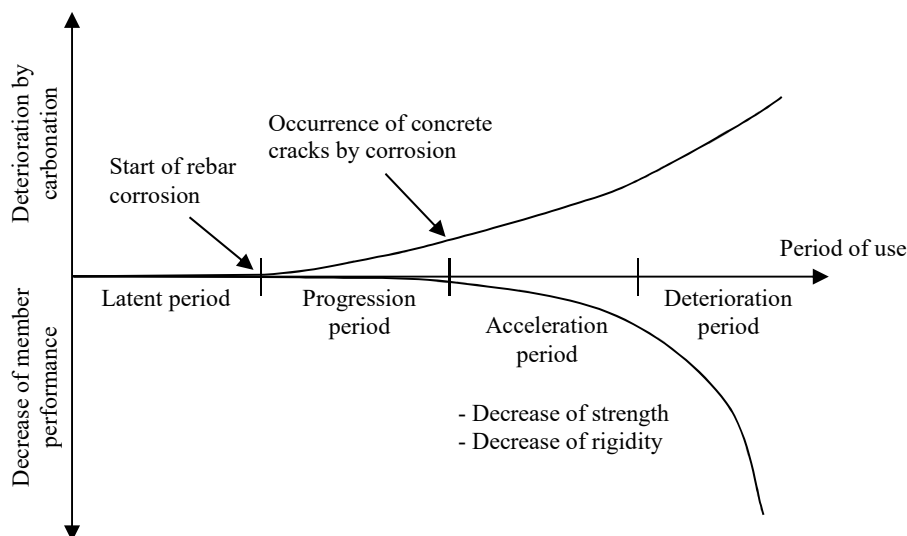 Deterioration by
carbonation
Occurrence of concrete
cracks by corrosion
Start of rebar
corrosion
Period of use
Latent period
Progression
period
Acceleration
period
Deterioration
period
Decrease of member
performance
- Decrease of strength
- Decrease of rigidity